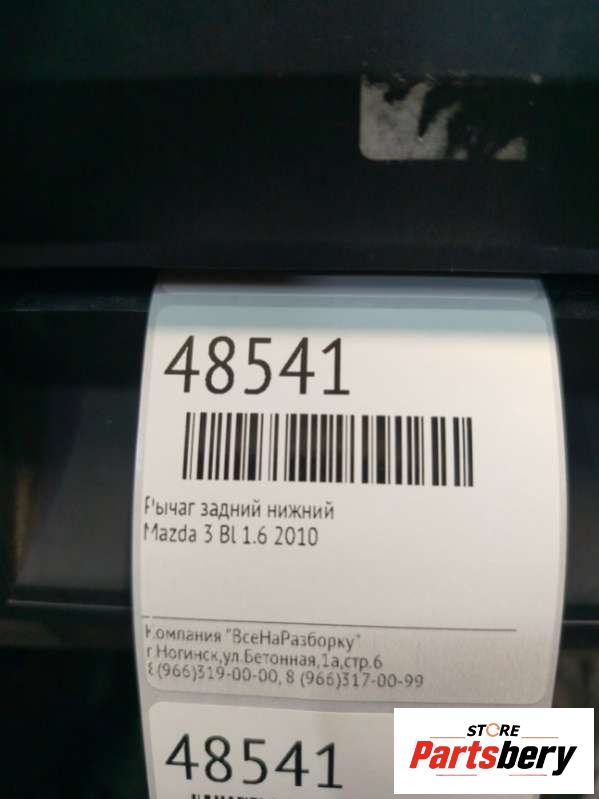 48541
Рычаг задний нижний
Mazda 3 Bl 1.6 2010
Компания "ВсеНаРазборку"
г.Ногинск,ул.Бетонная,1а,стр.6
8 (966)319-00-00, 8 (966)317-00-99
48541
STORE
Partsbery